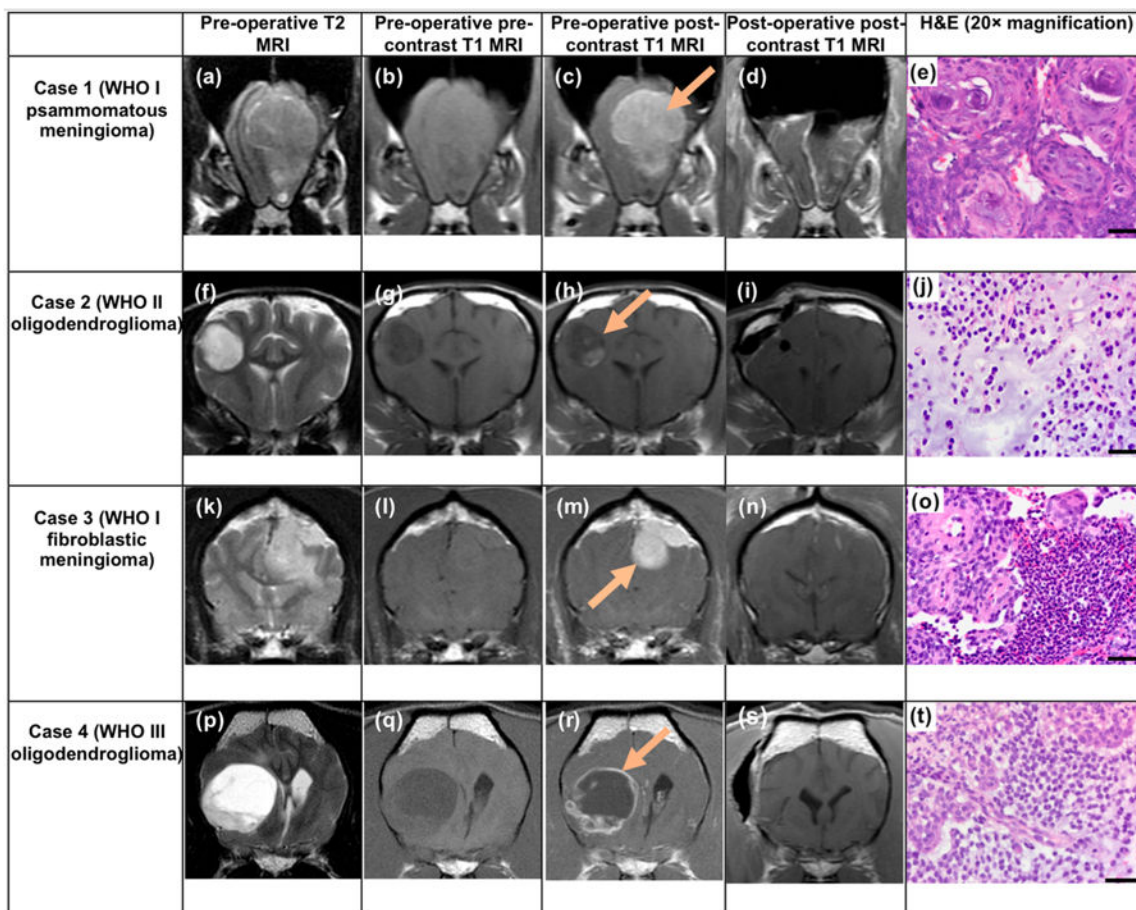 Pre-operative T2
MRI
Pre-operative pre-
contrast T1 MRI
Pre-operative post-
contrast T1 MRI
Post-operative post-
contrast T1 MRI
H&E (20× magnification)
Case 1 (WHO I
psammomatous
meningioma)
(a)
(b)
(c)
(d)
(e)
Case 2 (WHO II
oligodendroglioma)
(f)
(g)
(h)
(i)
(j)
Case 3 (WHO I
fibroblastic
meningioma)
(k)
(l)
(m)
(n)
(o)
Case 4 (WHO III
oligodendroglioma)
(p)
(q)
(r)
(s)
(t)